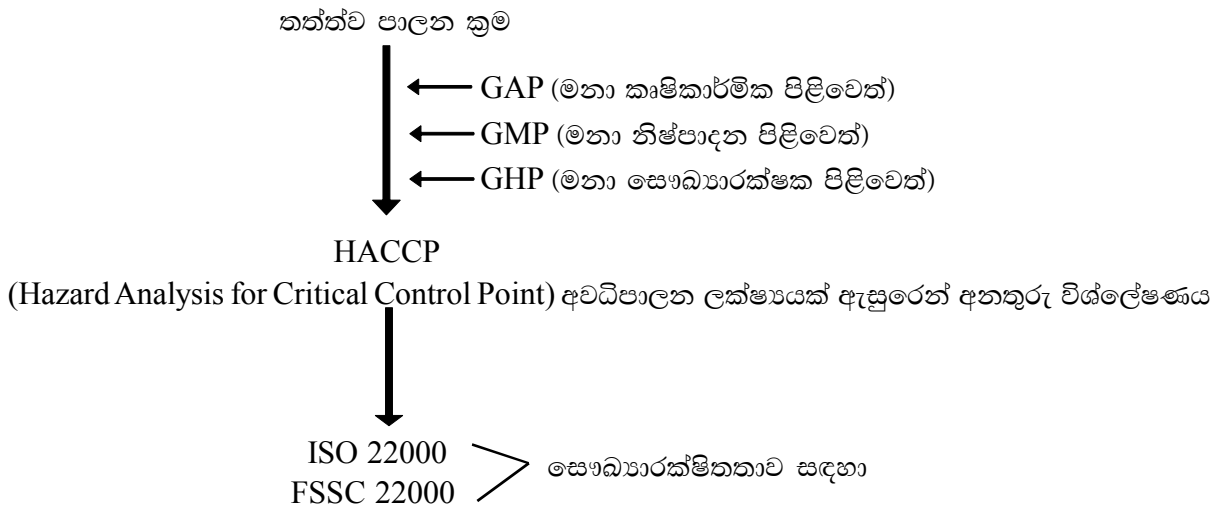 තත්ත්ව පාලන ක්‍රම
GAP (මනා කෘෂිකාර්මික පිළිවෙත්)
GMP (මනා නිෂ්පාදන පිළිවෙත්)
GHP (මනා සෞඛ්‍යාරක්ෂක පිළිවෙත්)
HACCP
(Hazard Analysis for Critical Control Point) අවධිපාලන ලක්ෂ්‍යයක් ඇසුරෙන් අනතුරු විශ්ලේෂණය
ISO 22000
FSSC 22000
සෞඛ්‍යාරක්ෂිතතාව සඳහා